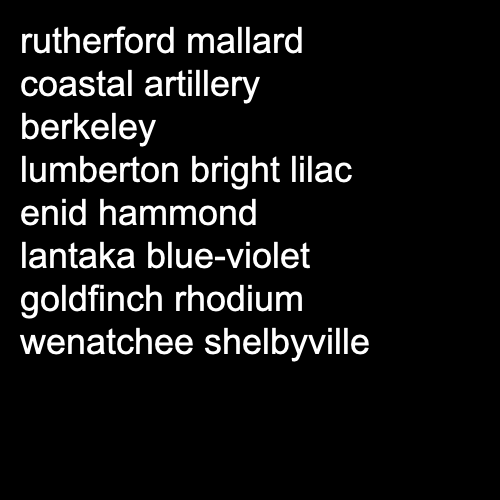 rutherford mallard
coastal artillery
berkeley
lumberton bright lilac
enid hammond
lantaka blue-violet
goldfinch rhodium
wenatchee shelbyville